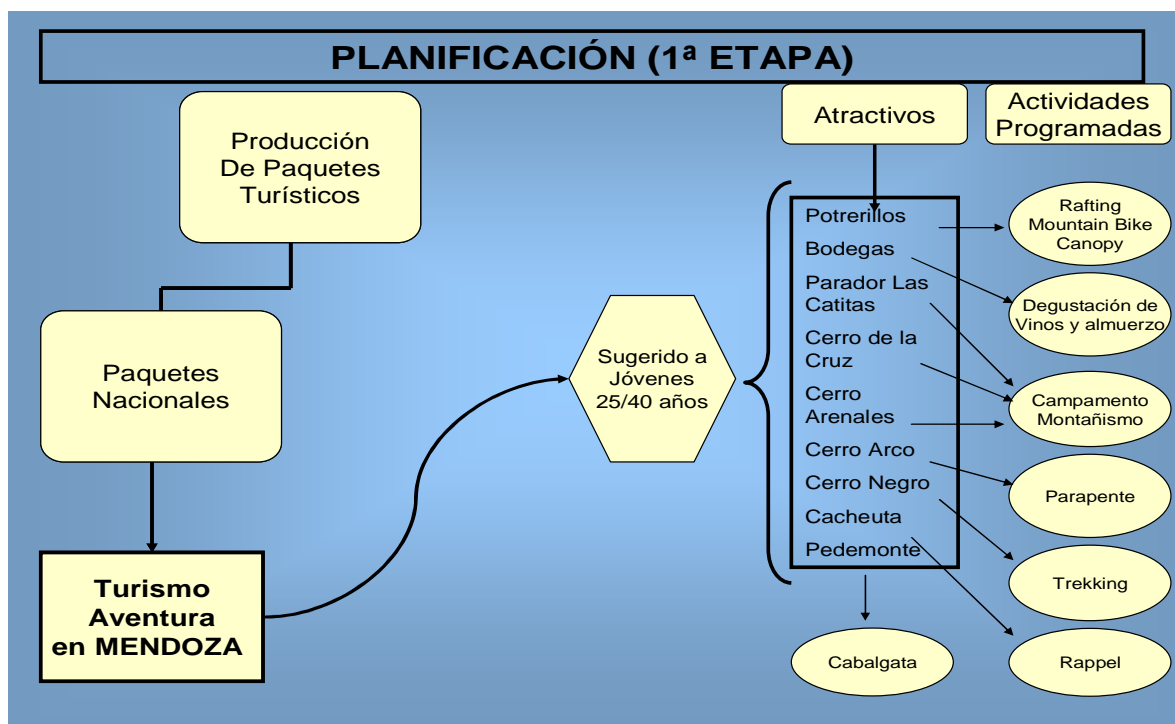 PLANIFICACIÓN (1ª ETAPA)
Producción
De Paquetes
Turísticos
Paquetes
Nacionales
Turismo
Aventura
en MENDOZA
Sugerido a
Jóvenes
25/40 años
Atractivos
Potrerillos
Bodegas
Parador Las
Catitas
Cerro de la
Cruz
Cerro
Arenales
Cerro Arco
Cerro Negro
Cacheuta
Pedemonte
Cabalgata
Actividades
Programadas
Rafting
Mountain Bike
Canopy
Degustación de
Vinos y almuerzo
Campamento
Montañismo
Parapente
Trekking
Rappel